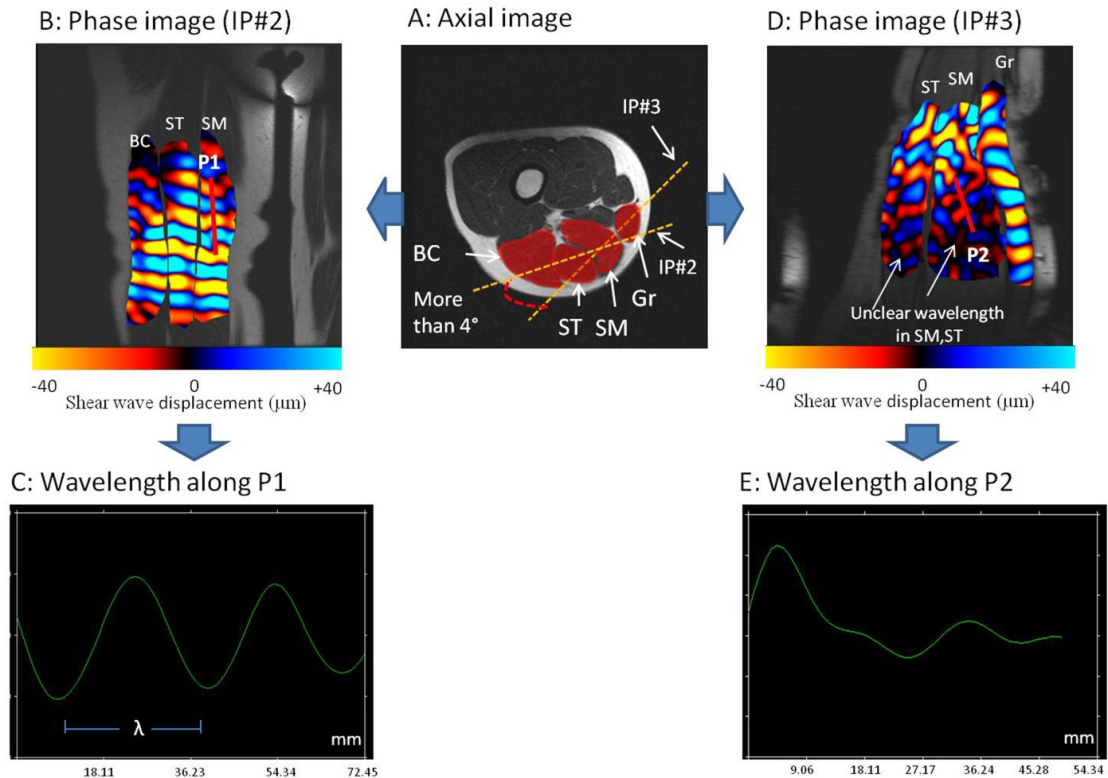 B: Phase image (IP#2)
BC
ST
SM
P1
-40
0
+40
Shear wave displacement (μm)
A: Axial image
IP#3
BC
IP#2
More
than 4°
Gr
ST
SM
D: Phase image (IP#3)
Gr
SM
ST
P2
Unclear wavelength
in SM,ST
-40
0
+40
Shear wave displacement (μm)
C: Wavelength along P1
λ
mm
18.11
36.23
54.34
72.45
E: Wavelength along P2
mm
9.06
18.11
27.17
36.24
45.28
54.34